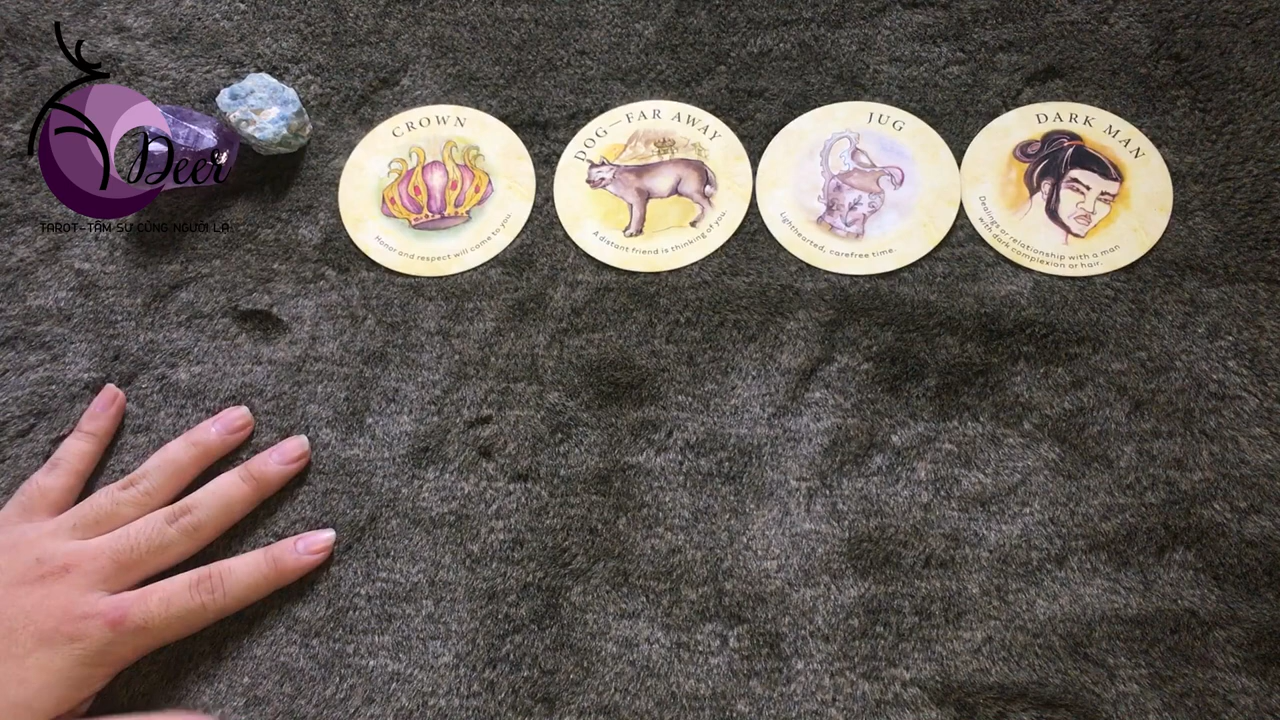 Deer
TAROT-TÂM SỰ CÙNG NGƯỜI LẠ
CROWN
Honor and respect will come to you.
DOG—FAR AWAY
A distant friend is thinking of you.
JUG
Lighthearted, carefree time.
DARK MAN
Dealings or relationship with a man
with dark complexion or hair.